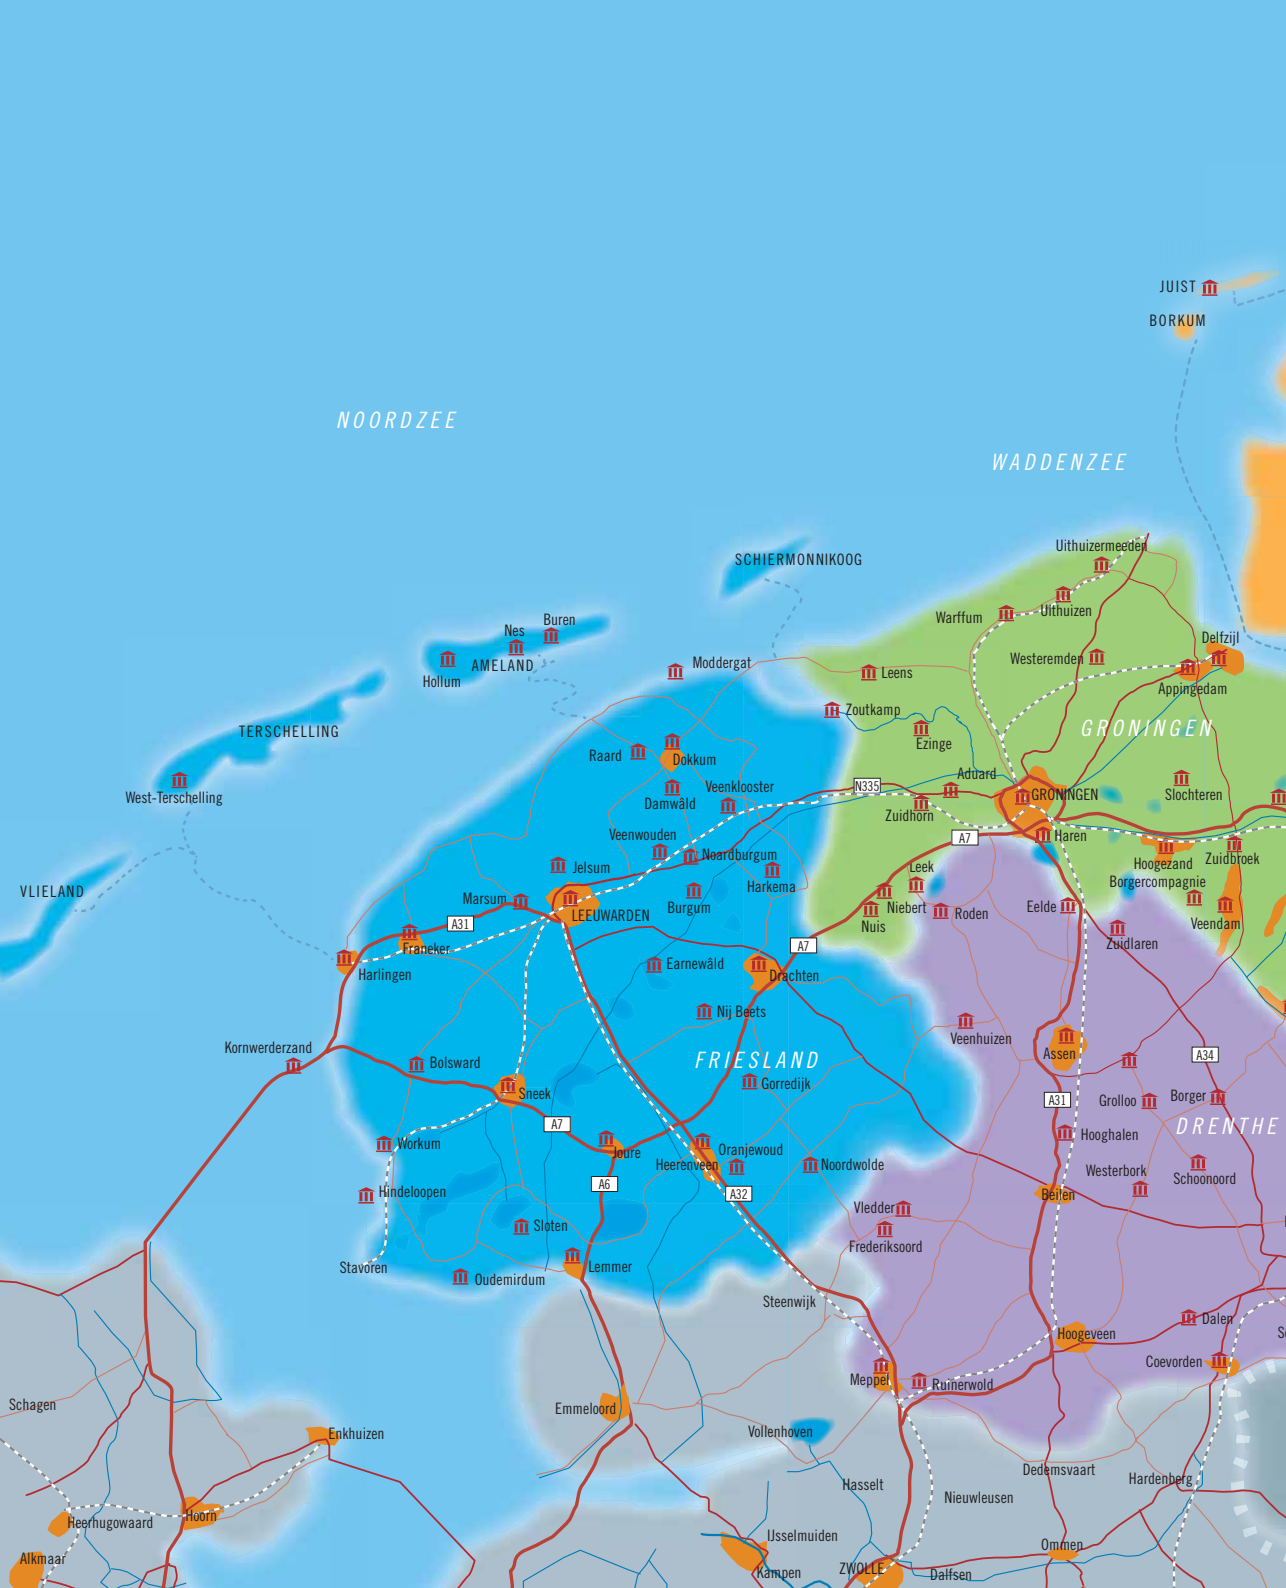 JUIST
BORKUM
NOORDZEE
WADDENZEE
Uithuizermeeden
SCHIERMONNIKOOG
Uithuizen
Warffum
Buren
Nes
Delfzijl
Westeremden
AMELAND
Moddergat
Leens
Hollum
Appingedam
Zoutkamp
GRONINGEN
TERSCHELLING
Ezinge
Raard
Dokkum
Aduard
N335
Veenklooster
West-Terschelling
Damwâld
GRONINGEN
Slochteren
Zuidhorn
Veenwouden
A7
Haren
Noardburgum
Zuidbroek
Hoogezand
Jelsum
Leek
Harkema
Borgercompagnie
VLIELAND
Marsum
Burgum
Niebert
Eelde
LEEUWARDEN
Roden
A31
Nuis
Veendam
Zuidlaren
A7
Franeker
Earnewâld
Harlingen
Drachten
Nij Beets
Veenhuizen
Kornwerderzand
Assen
A34
Bolsward
FRIESLAND
Gorredijk
Sneek
Borger
A31
Grolloo
A7
DRENTHE
Hooghalen
Workum
Oranjewoud
Joure
Heerenveen
Noordwolde
Westerbork
Schoonoord
A6
Hindeloopen
A32
Beilen
Vledder
Sloten
Frederiksoord
Stavoren
Lemmer
Oudemirdum
Steenwijk
Dalen
Hoogeveen
Coevorden
Meppel
Ruinerwold
Schagen
Emmeloord
Enkhuizen
Vollenhoven
Dedemsvaart
Hardenberg
Hasselt
Nieuwleusen
Hoorn
Heerhugowaard
IJsselmuiden
Ommen
Alkmaar
Kampen
ZWOLLE
Dalfsen